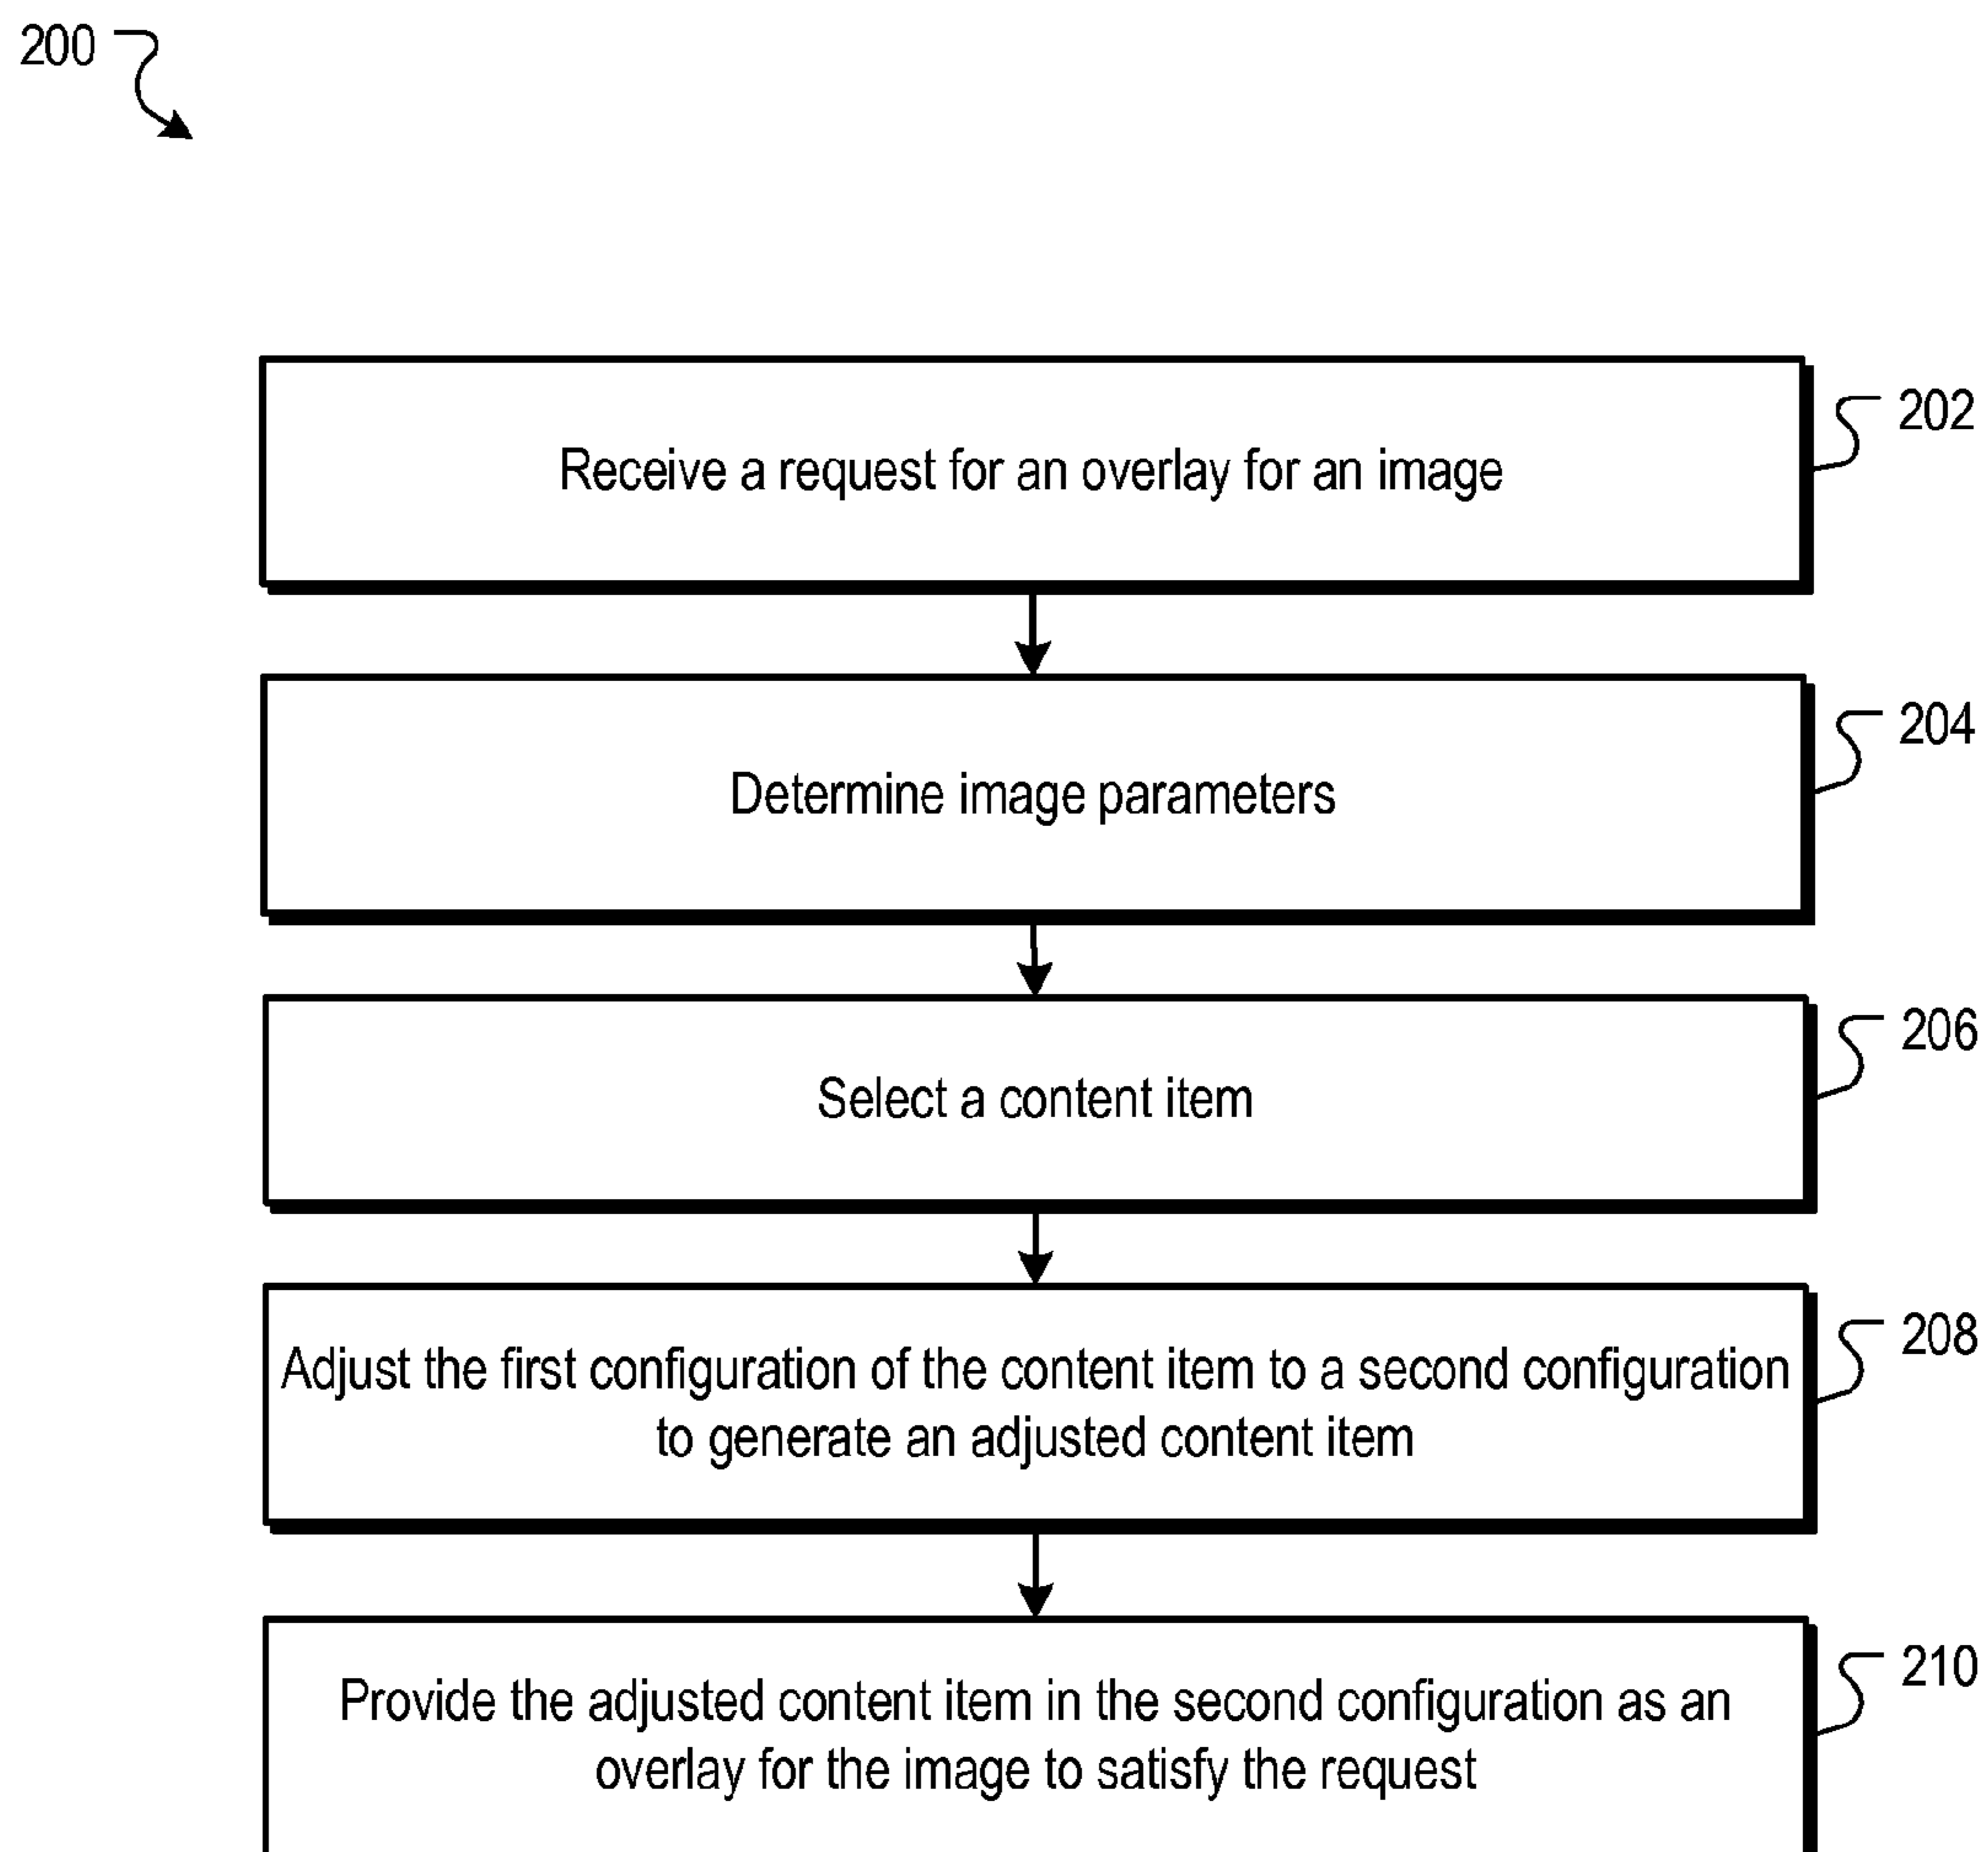 200
202
Receive a request for an overlay for an image
204
Determine image parameters
206
Select a content item
208
Adjust the first configuration of the content item to a second configuration
to generate an adjusted content item
210
Provide the adjusted content item in the second configuration as an
overlay for the image to satisfy the request